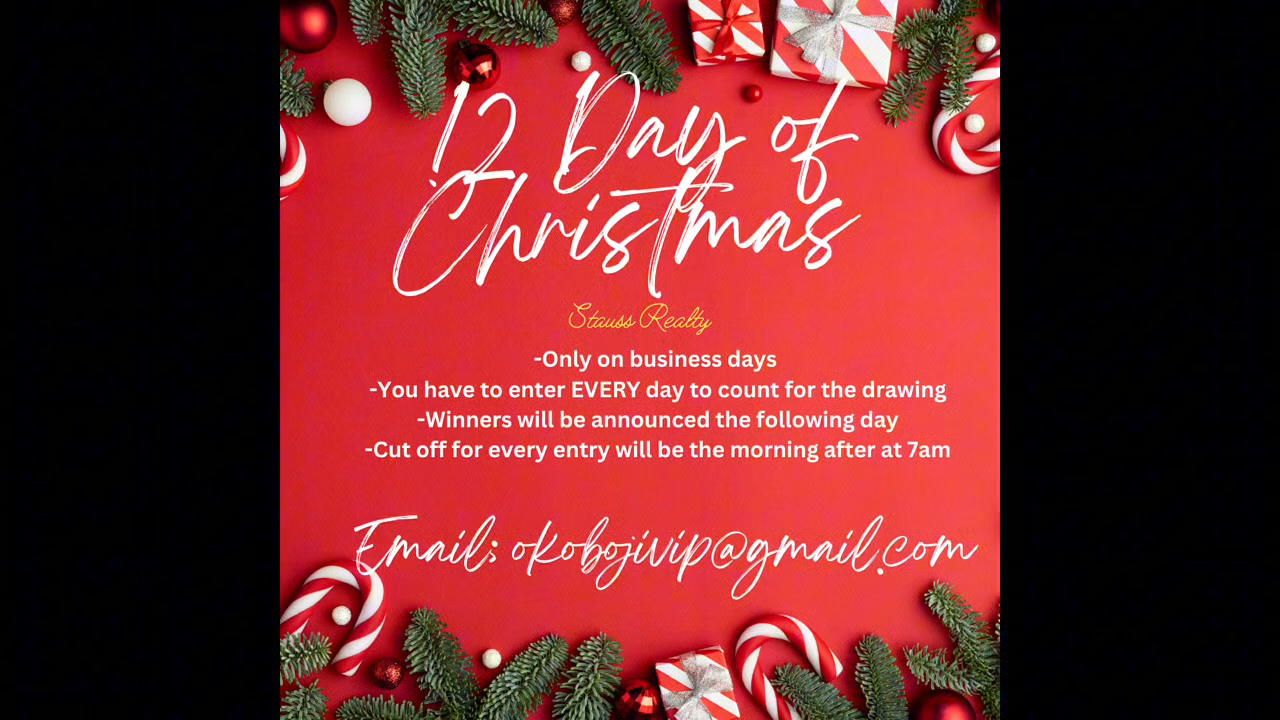 12 Day of
Christmas
Stauss Realty
-Only on business days
-You have to enter EVERY day to count for the drawing
-Winners will be announced the following day
-Cut off for every entry will be the morning after at 7am
Email: okobojivip@gmail.com